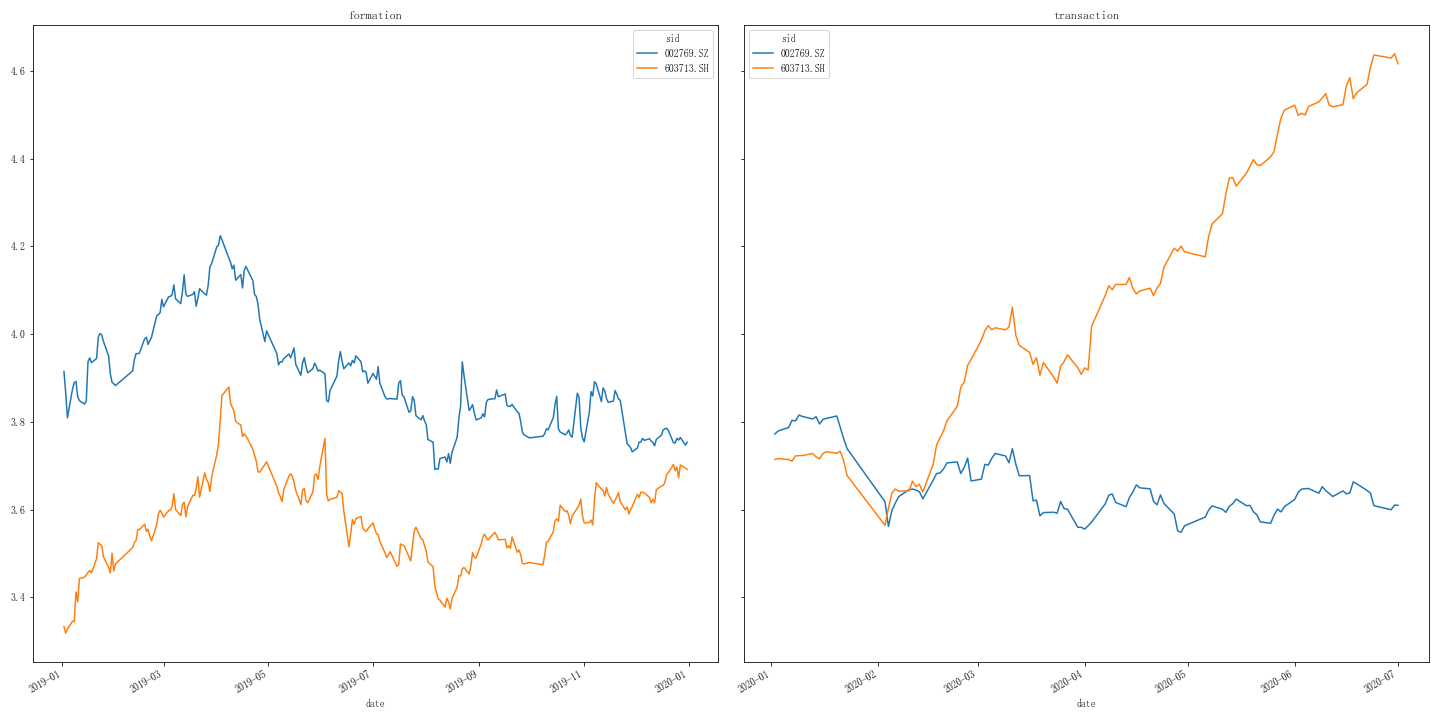 formation
sid
002769.SZ
603713.SH
4.6
4.4
4.2
4.0
3.8
3.6
3.4
2019-01
2019-03
2019-05
2019-07
2019-09
2019-11
2020-01
date
transaction
sid
002769.SZ
603713.SH
2020-01
2020-02
2020-03
2020-04
2020-05
2020-06
2020-07
date